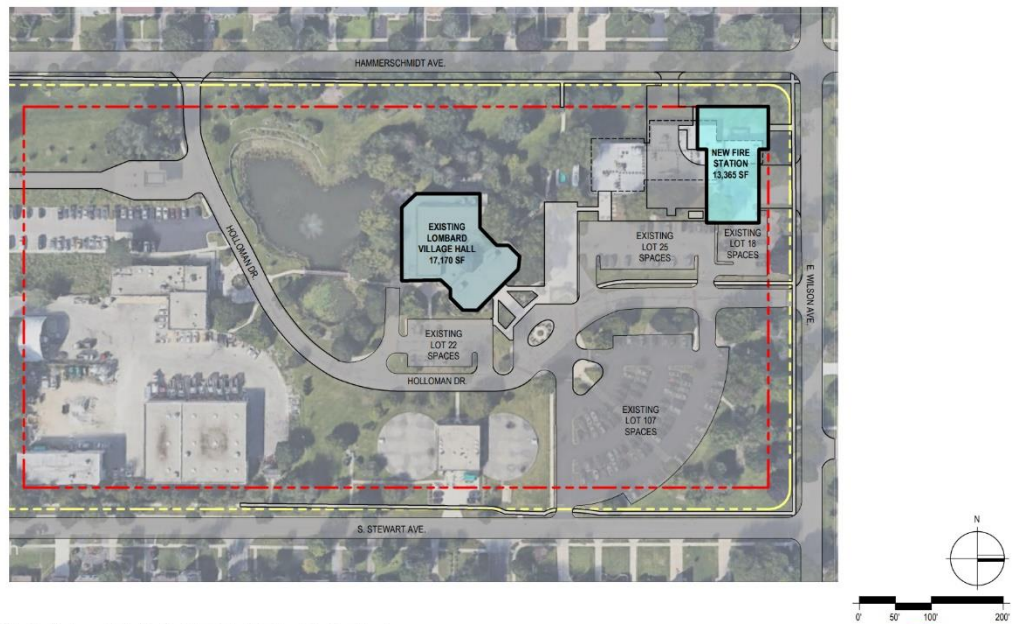 HAMMERSCHMIDT AVE.
NEW FIRE
STATION
13,365 SF
EXISTING
LOMBARD
VILLAGE HALL
17,170 SF
HOLLOMAN DR.
EXISTING
LOT 25
SPACES
EXISTING
LOT 18
SPACES
E. WILSON AVE.
EXISTING
LOT 22
SPACES
HOLLOMAN DR.
EXISTING
LOT 107
SPACES
S. STEWART AVE.
N
0' 50' 100' 200'